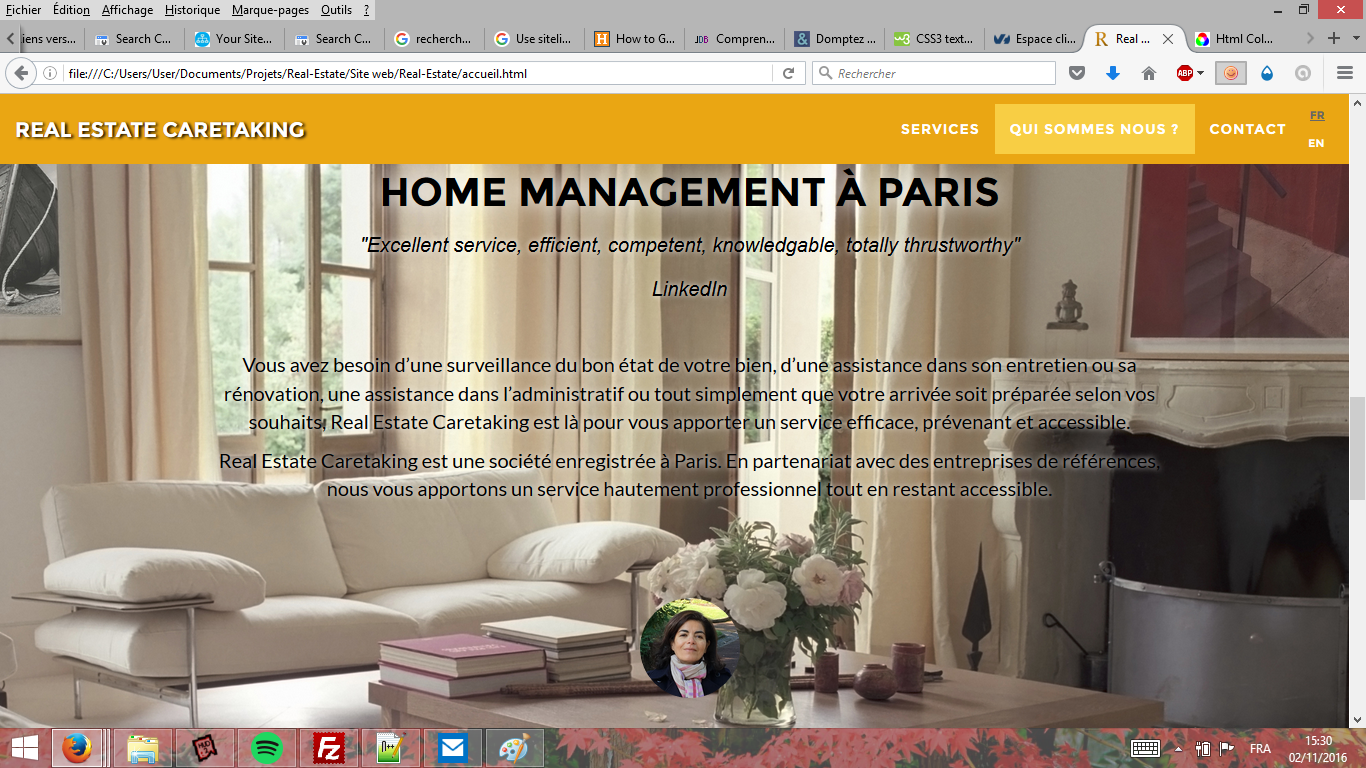 Fichier Édition Affichage Historique Marque-pages Outils ?
iens vers... Search C... Your Site... Search C... recherch... Use siteli... How to G... JDB Compren... Domptez ... CSS3 text... Espace cli... Real ... Html Col...
file:///C:/Users/User/Documents/Projets/Real-Estate/Site web/Real-Estate/accueil.html Rechercher ABP
REAL ESTATE CARETAKING SERVICES QUI SOMMES NOUS ? CONTACT FR
EN
HOME MANAGEMENT À PARIS
"Excellent service, efficient, competent, knowledgable, totally thrustworthy"
LinkedIn
Vous avez besoin d’une surveillance du bon état de votre bien, d’une assistance dans son entretien ou sa
rénovation, une assistance dans l’administratif ou tout simplement que votre arrivée soit préparée selon vos
souhaits, Real Estate Caretaking est là pour vous apporter un service efficace, prévenant et accessible.
Real Estate Caretaking est une société enregistrée à Paris. En partenariat avec des entreprises de références,
nous vous apportons un service hautement professionnel tout en restant accessible.
FRA 15:30
02/11/2016